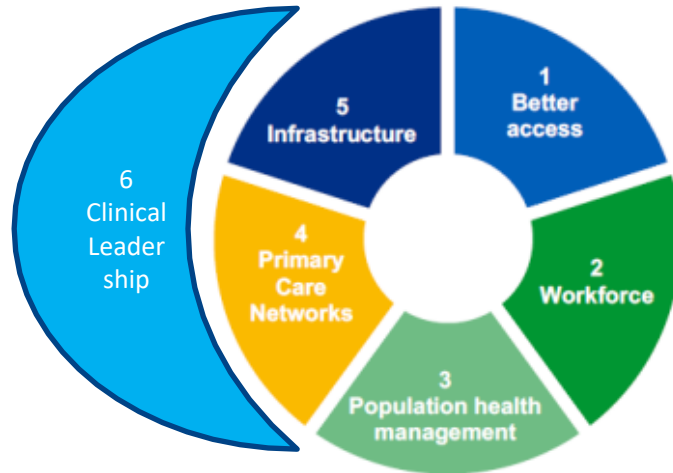 1
Better
access
2
Workforce
3
Population health
management
4
Primary
Care
Networks
5
Infrastructure
6
Clinical
Leader
ship